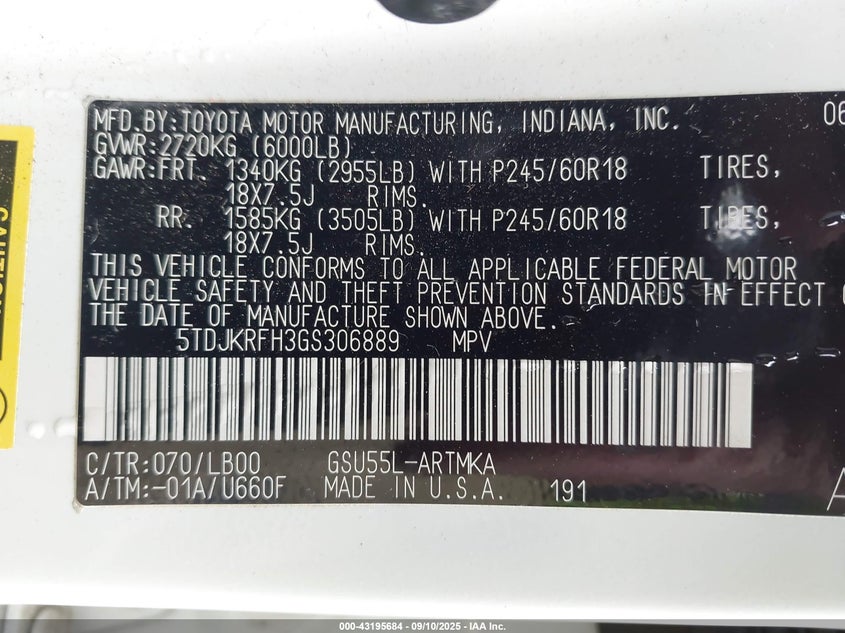 MFD.BY:TOYOTA MOTOR MANUFACTURING, INDIANA, INC. 06
GVWR:2720KG (6000LB)
GAWR:FRT. 1340KG (2955LB) WITH P245/60R18 TIRES,
18X7.5J RIMS.
RR. 1585KG (3505LB) WITH P245/60R18 TIRES,
18X7.5J RIMS.
THIS VEHICLE CONFORMS TO ALL APPLICABLE FEDERAL MOTOR
VEHICLE SAFETY AND THEFT PREVENTION STANDARDS IN EFFECT
THE DATE OF MANUFACTURE SHOWN ABOVE.
5TDJKRFH3GS306889 MPV
C/TR:070/LB00 GSU55L-ARTMKA
A/TM:-01A/U660F MADE IN U.S.A. 191 A
CAUTION
000-43195684 - 09/10/2025 - IAA Inc.